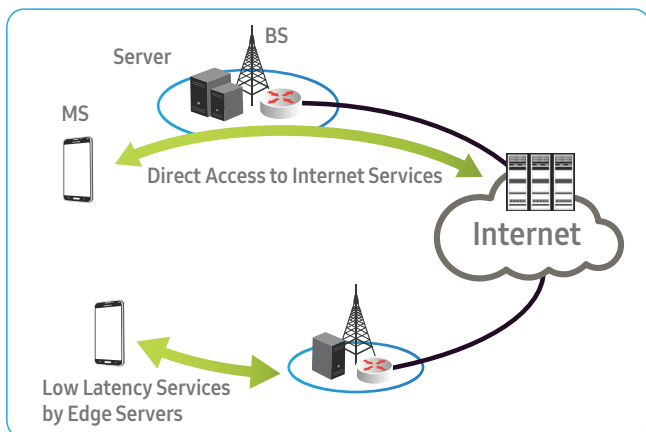 BS
Server
MS
Direct Access to Internet Services
Internet
Low Latency Services
by Edge Servers